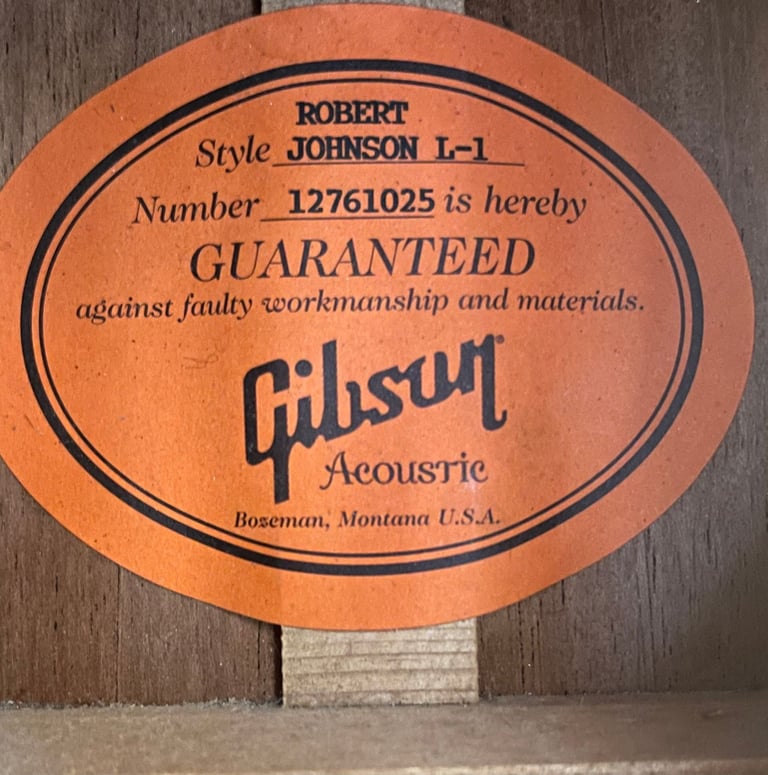 ROBERT
Style JOHNSON L-1
Number 12761025 is hereby
GUARANTEED
against faulty workmanship and materials.
Gibson®
Acoustic
Bozeman, Montana U.S.A.